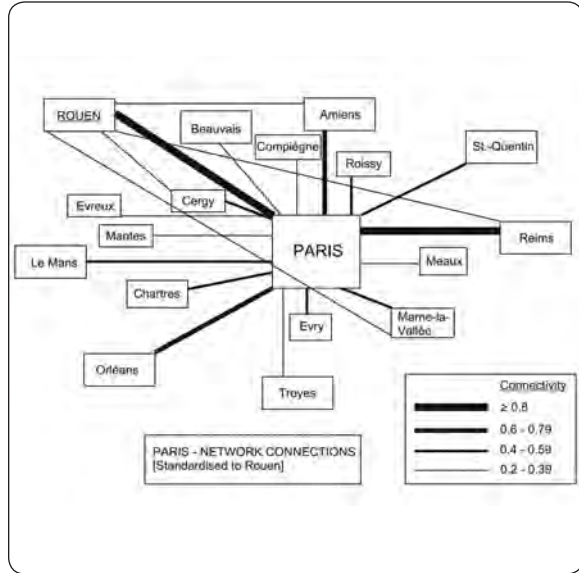 ROUEN
Amiens
Beauvais
Compiégne
Roissy
St.-Quentin
Evreux
Cergy
Mantes
PARIS
Reims
Le Mans
Meaux
Chartres
Evry
Marne-la-
Vallée
Orléans
Troyes
Connectivity
≥ 0.8
0.6 - 0.79
0.4 - 0.59
0.2 - 0.39
PARIS - NETWORK CONNECTIONS
[Standardised to Rouen]